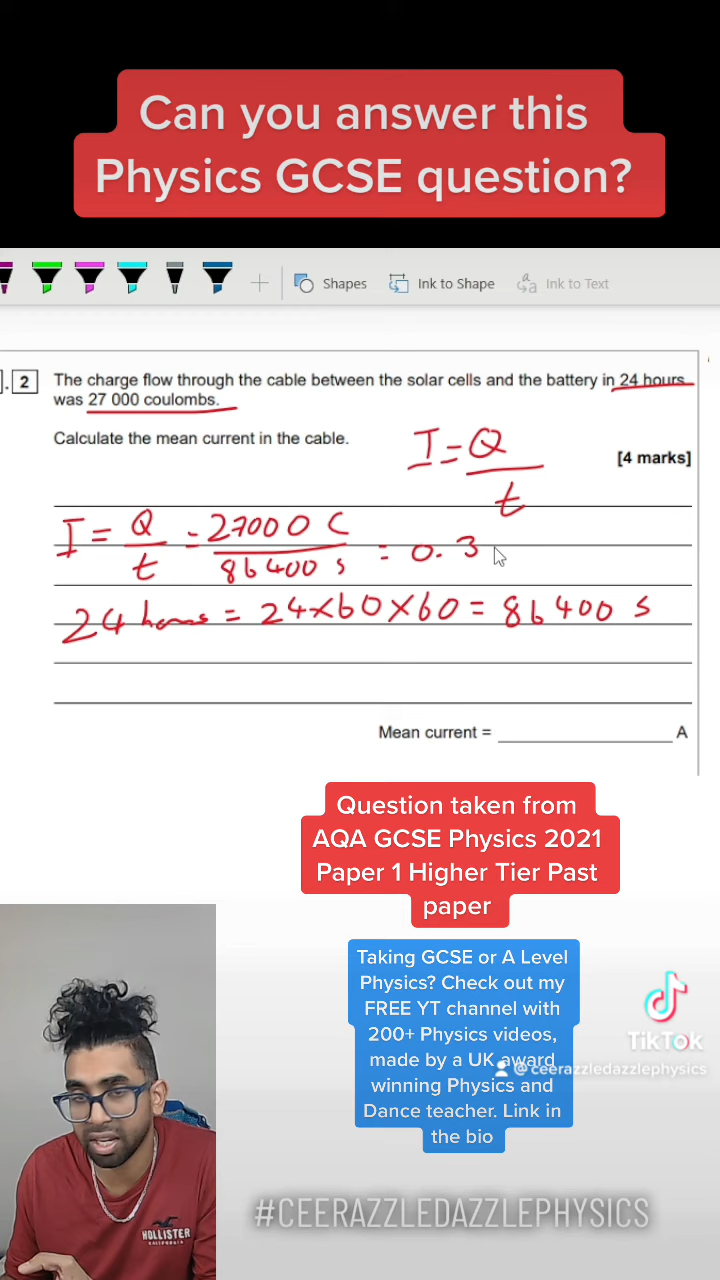 Can you answer this
Physics GCSE question?
Shapes
Ink to Shape
Ink to Text
. 2
The charge flow through the cable between the solar cells and the battery in 24 hours
was 27 000 coulombs.
Calculate the mean current in the cable.
I = Q / t
[4 marks]
I = Q / t = 27000 C / 86400 s = 0.3
24 hours = 24×60×60 = 86400 s
Mean current = ____________ A
Question taken from
AQA GCSE Physics 2021
Paper 1 Higher Tier Past
paper
Taking GCSE or A Level
Physics? Check out my
FREE YT channel with
200+ Physics videos,
made by a UK award
winning Physics and
Dance teacher. Link in
the bio
TikTok
@ceerazzledazzlephysics
HOLLISTER
CALIFORNIA
#CEERAZZLEDAZZLEPHYSICS